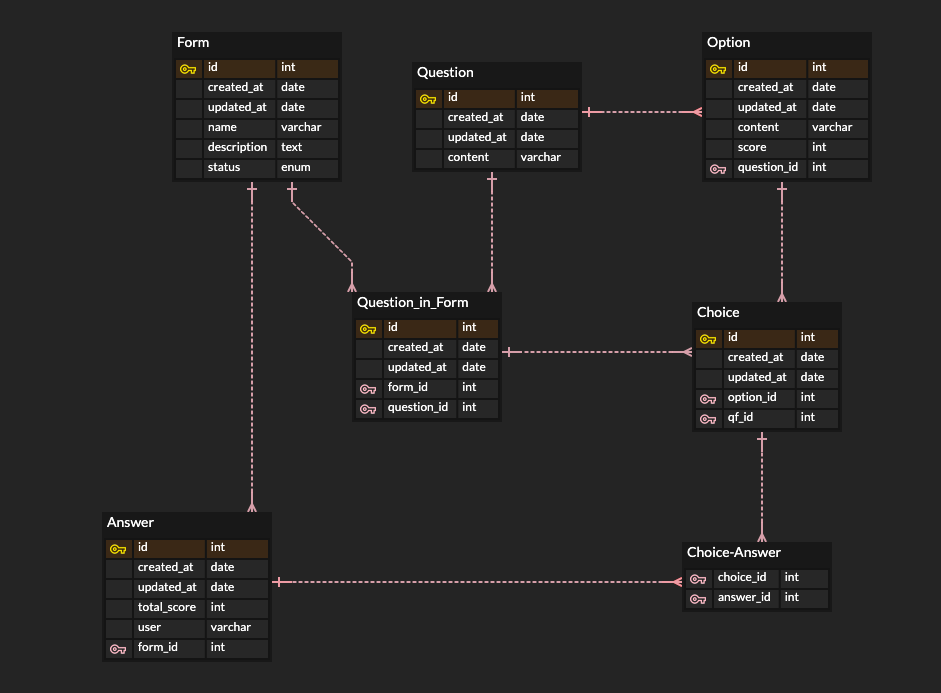 Form
id int
created_at date
updated_at date
name varchar
description text
status enum
Question
id int
created_at date
updated_at date
content varchar
Option
id int
created_at date
updated_at date
content varchar
score int
question_id int
Question_in_Form
id int
created_at date
updated_at date
form_id int
question_id int
Choice
id int
created_at date
updated_at date
option_id int
qf_id int
Answer
id int
created_at date
updated_at date
total_score int
user varchar
form_id int
Choice-Answer
choice_id int
answer_id int